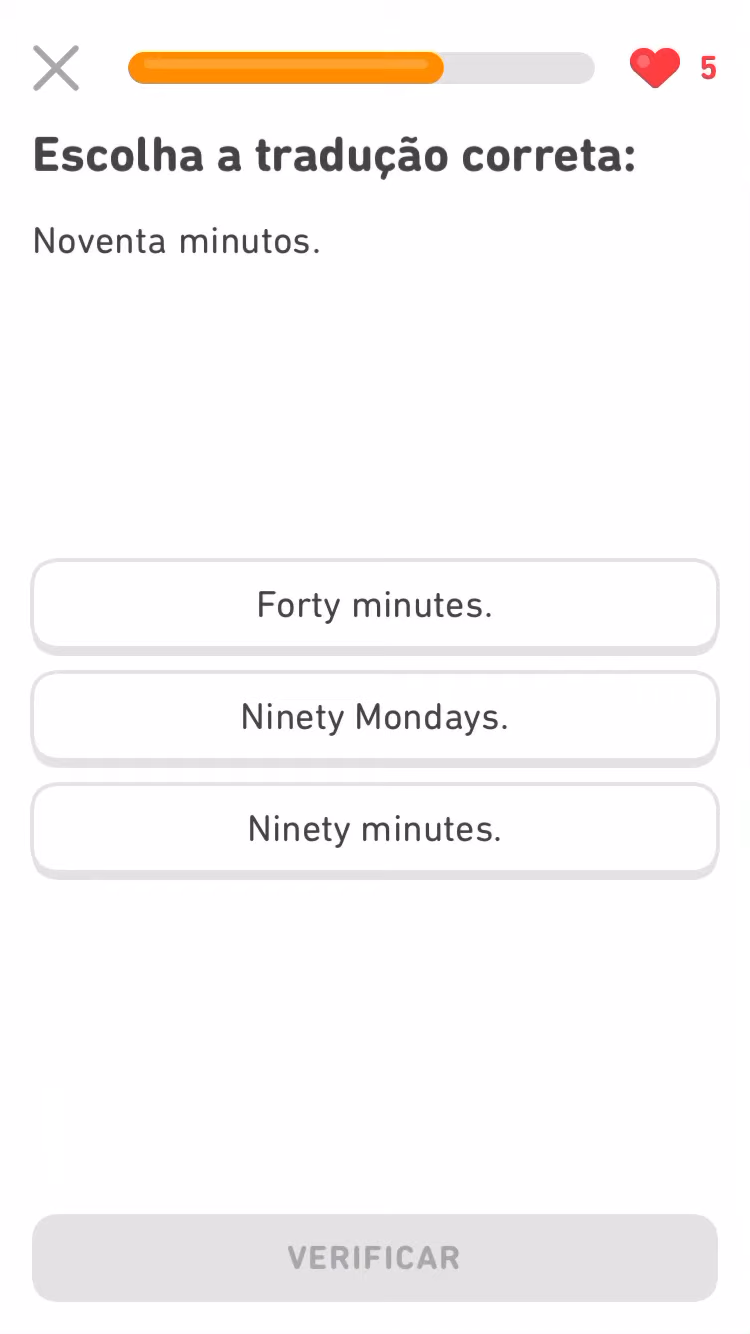 5
Escolha a tradução correta:
Noventa minutos.
Forty minutes.
Ninety Mondays.
Ninety minutes.
VERIFICAR